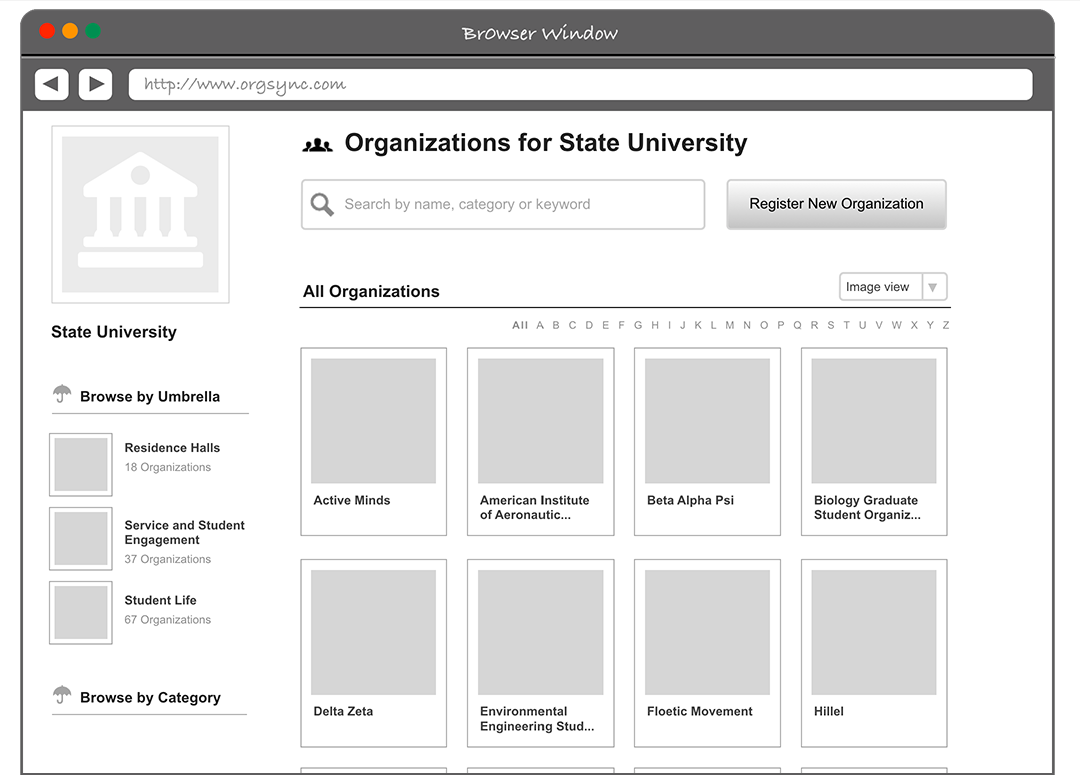 Browser Window
http://www.orgsync.com
Organizations for State University
Search by name, category or keyword
Register New Organization
All Organizations
Image view
All A B C D E F G H I J K L M N O P Q R S T U V W X Y Z
State University
Browse by Umbrella
Residence Halls
18 Organizations
Service and Student
Engagement
37 Organizations
Student Life
67 Organizations
Browse by Category
Active Minds
American Institute
of Aeronautic...
Beta Alpha Psi
Biology Graduate
Student Organiz...
Delta Zeta
Environmental
Engineering Stud...
Floetic Movement
Hillel